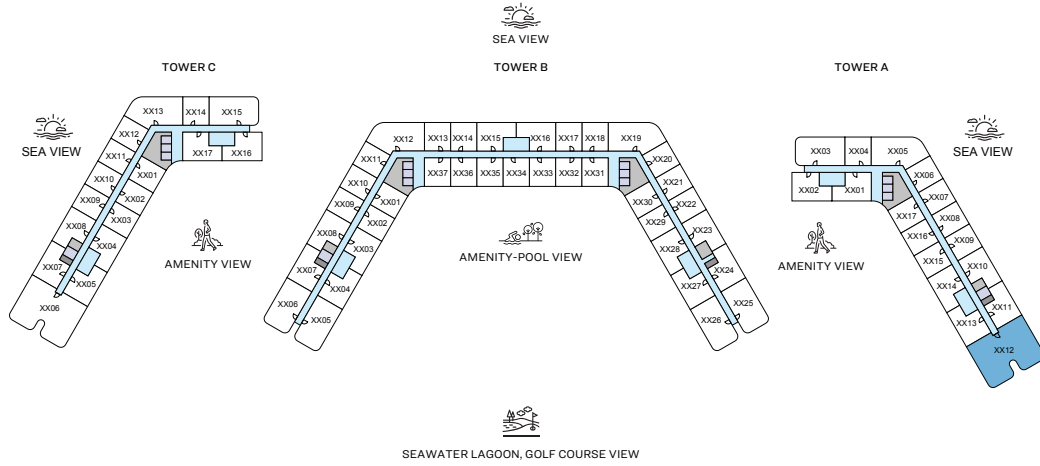 SEA VIEW
TOWER C
TOWER B
TOWER A
SEA VIEW
XX13
XX14
XX15
XX12
XX11
XX10
XX09
XX08
XX07
XX06
XX17
XX16
XX01
XX02
XX03
XX04
XX05
AMENITY VIEW
XX12
XX13
XX14
XX15
XX16
XX17
XX18
XX19
XX11
XX10
XX09
XX08
XX07
XX06
XX37
XX36
XX35
XX34
XX33
XX32
XX31
XX01
XX02
XX03
XX04
XX05
XX20
XX21
XX22
XX23
XX24
XX25
XX30
XX29
XX28
XX27
XX26
AMENITY-POOL VIEW
XX03
XX04
XX05
XX02
XX01
XX06
XX07
XX08
XX09
XX10
XX11
XX12
XX17
XX16
XX15
XX14
XX13
SEA VIEW
AMENITY VIEW
SEAWATER LAGOON, GOLF COURSE VIEW